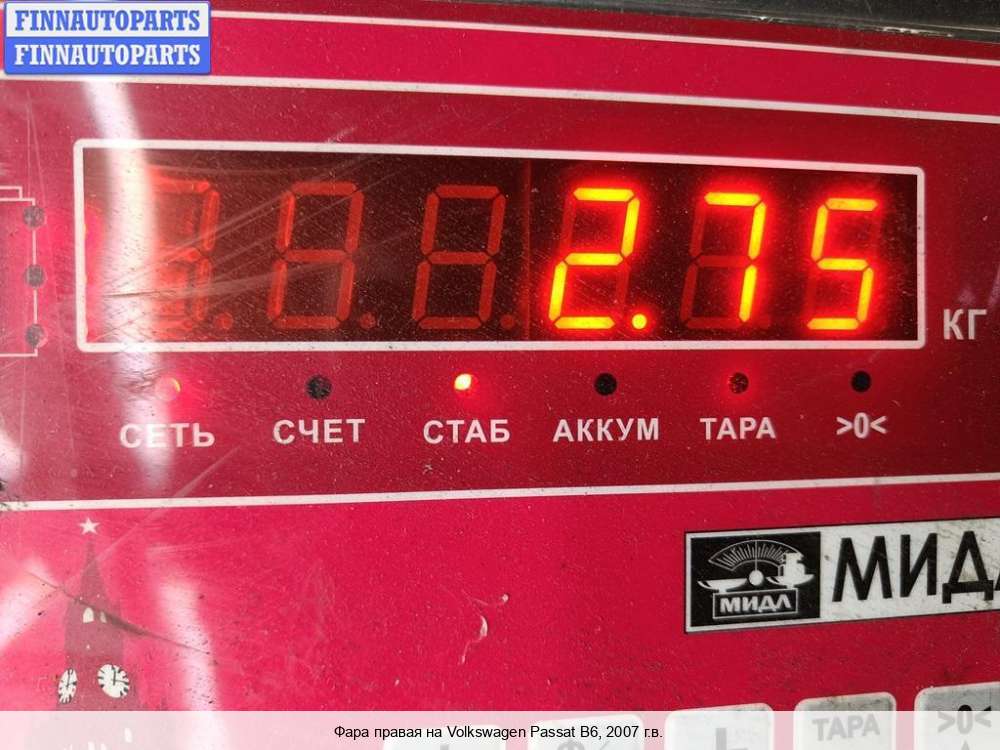 FINNAUTOPARTS
FINNAUTOPARTS
2.75
КГ
СЕТЬ СЧЕТ СТАБ АККУМ ТАРА >0<
МИДЛ
МИДЛ
ТАРА >0<
Фара правая на Volkswagen Passat B6, 2007 г.в.